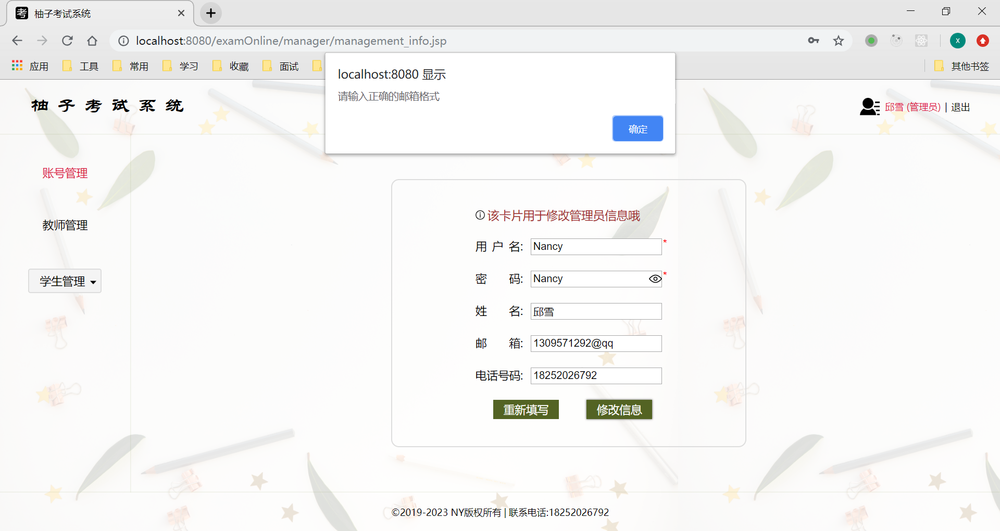 考 柚子考试系统
localhost:8080/examOnline/manager/management_info.jsp
X
应用 工具 常用 学习 收藏 面试 其他书签
localhost:8080 显示
请输入正确的邮箱格式
确定
柚子考试系统
邱雪 (管理员) | 退出
账号管理
教师管理
学生管理
该卡片用于修改管理员信息哦
用户名: Nancy *
密码: Nancy *
姓名: 邱雪
邮箱: 1309571292@qq
电话号码: 18252026792
重新填写 修改信息
©2019-2023 NY版权所有 | 联系电话:18252026792